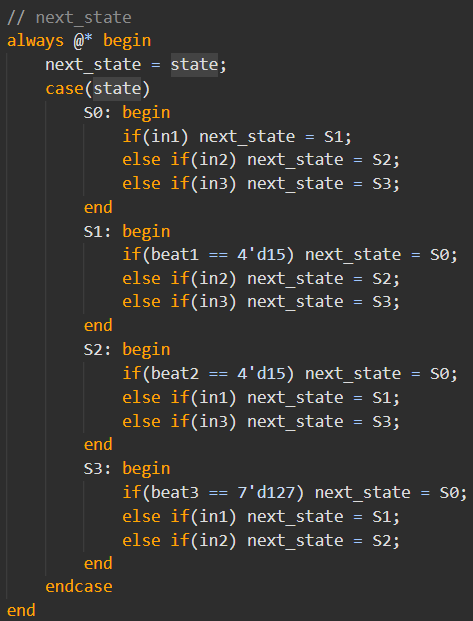 // next_state
always @* begin
    next_state = state;
    case(state)
        S0: begin
            if(in1) next_state = S1;
            else if(in2) next_state = S2;
            else if(in3) next_state = S3;
        end
        S1: begin
            if(beat1 == 4'd15) next_state = S0;
            else if(in2) next_state = S2;
            else if(in3) next_state = S3;
        end
        S2: begin
            if(beat2 == 4'd15) next_state = S0;
            else if(in1) next_state = S1;
            else if(in3) next_state = S3;
        end
        S3: begin
            if(beat3 == 7'd127) next_state = S0;
            else if(in1) next_state = S1;
            else if(in2) next_state = S2;
        end
    endcase
end